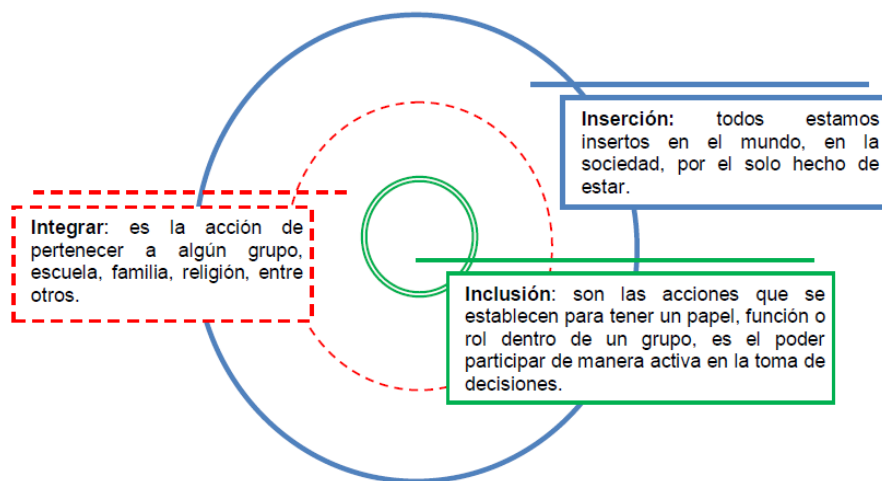 Inserción: todos estamos
insertos en el mundo, en la
sociedad, por el solo hecho de
estar.
Integrar: es la acción de
pertenecer a algún grupo,
escuela, familia, religión, entre
otros.
Inclusión: son las acciones que se
establecen para tener un papel, función o
rol dentro de un grupo, es el poder
participar de manera activa en la toma de
decisiones.